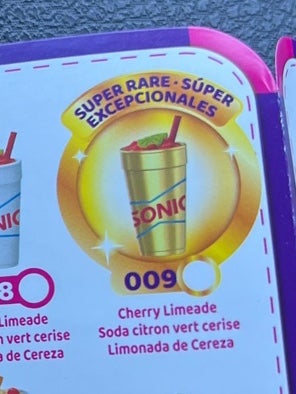 SUPER RARE · SÚPER
EXCEPCIONALES
SONIC
009
Cherry Limeade
Soda citron vert cerise
Limonada de Cereza
NIC
8
Limeade
vert cerise
a de Cereza